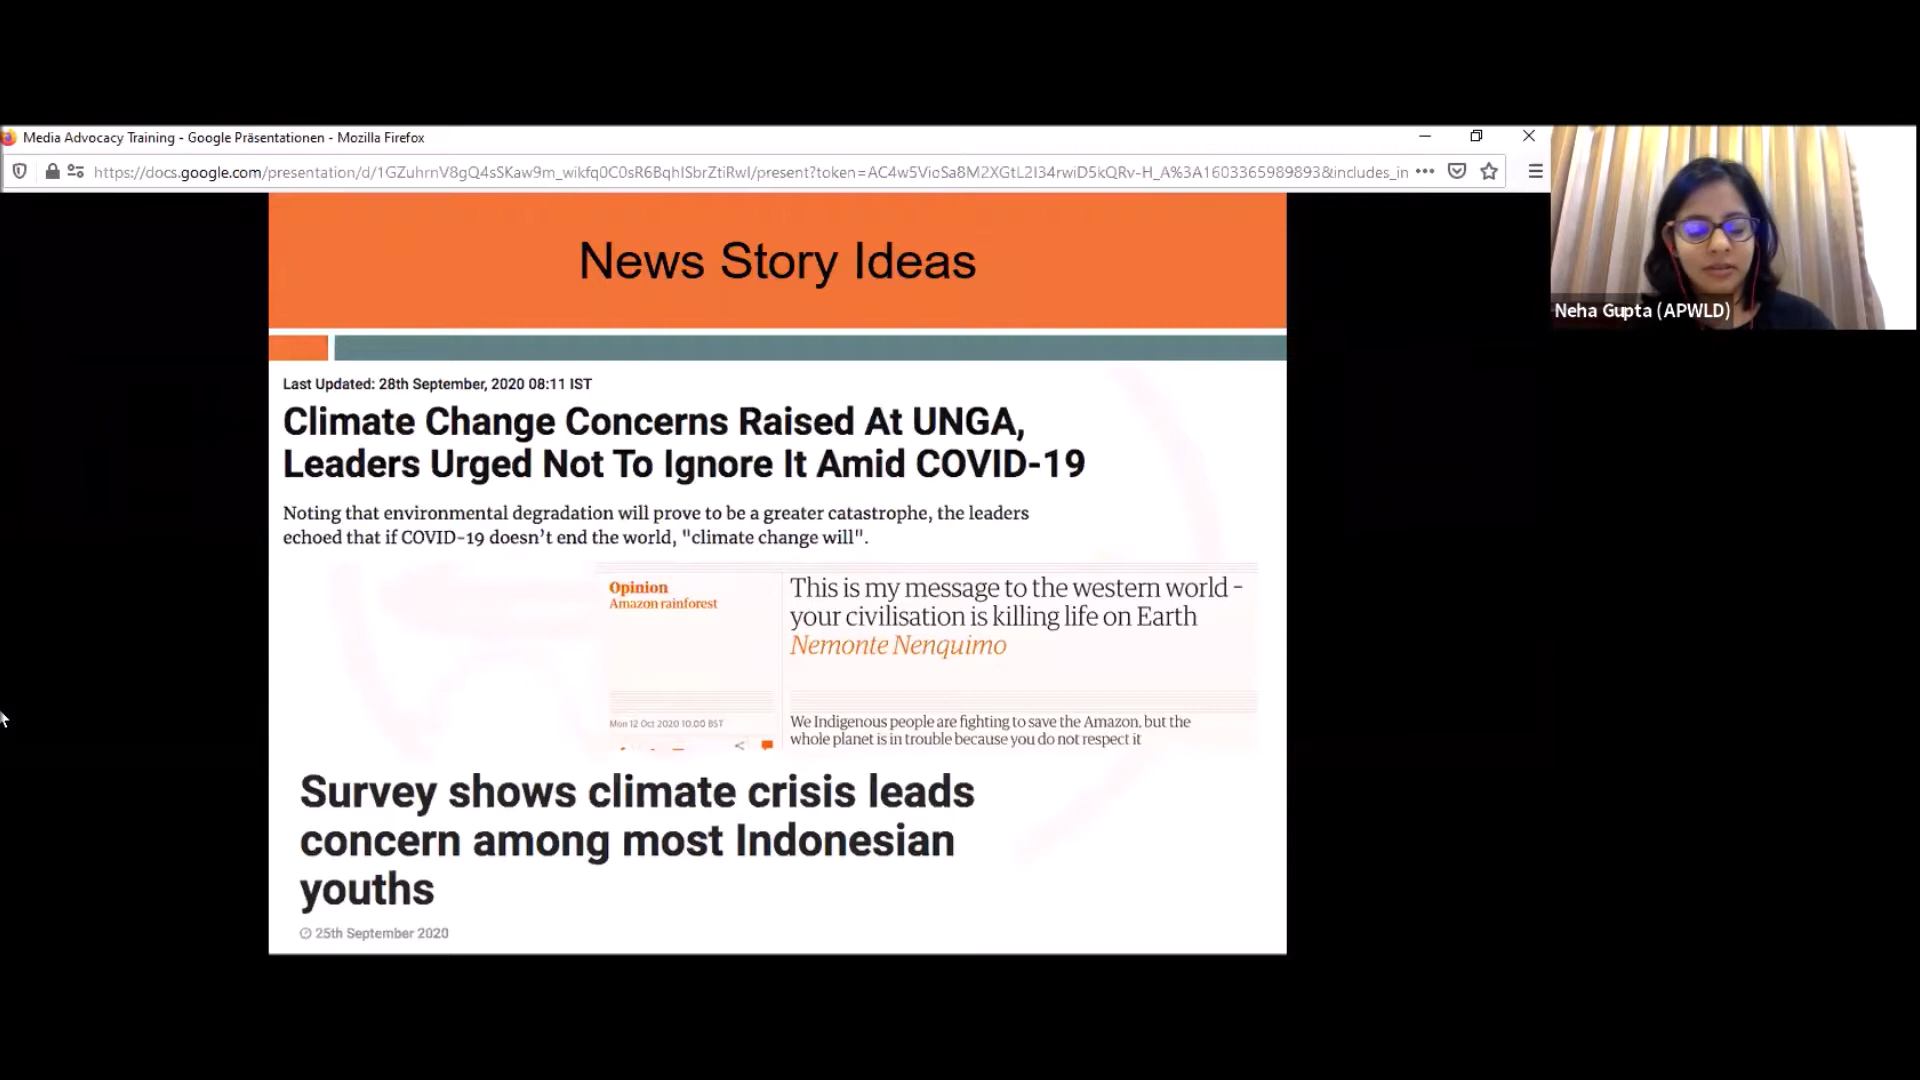 Media Advocacy Training - Google Präsentationen - Mozilla Firefox
https://docs.google.com/presentation/d/1GZuhrnV8gQ4sSKaw9m_wikfq0C0sR6BqhISbrZtiRwI/present?token=AC4w5VioSa8M2XGtL2I34rwiD5kQRv-H_A%3A1603365989893&includes_in
Neha Gupta (APWLD)
News Story Ideas
Last Updated: 28th September, 2020 08:11 IST
Climate Change Concerns Raised At UNGA,
Leaders Urged Not To Ignore It Amid COVID-19
Noting that environmental degradation will prove to be a greater catastrophe, the leaders
echoed that if COVID-19 doesn't end the world, "climate change will".
Opinion
Amazon rainforest
This is my message to the western world -
your civilisation is killing life on Earth
Nemonte Nenquimo
Mon 12 Oct 2020 10.00 BST
We Indigenous people are fighting to save the Amazon, but the
whole planet is in trouble because you do not respect it
Survey shows climate crisis leads
concern among most Indonesian
youths
25th September 2020